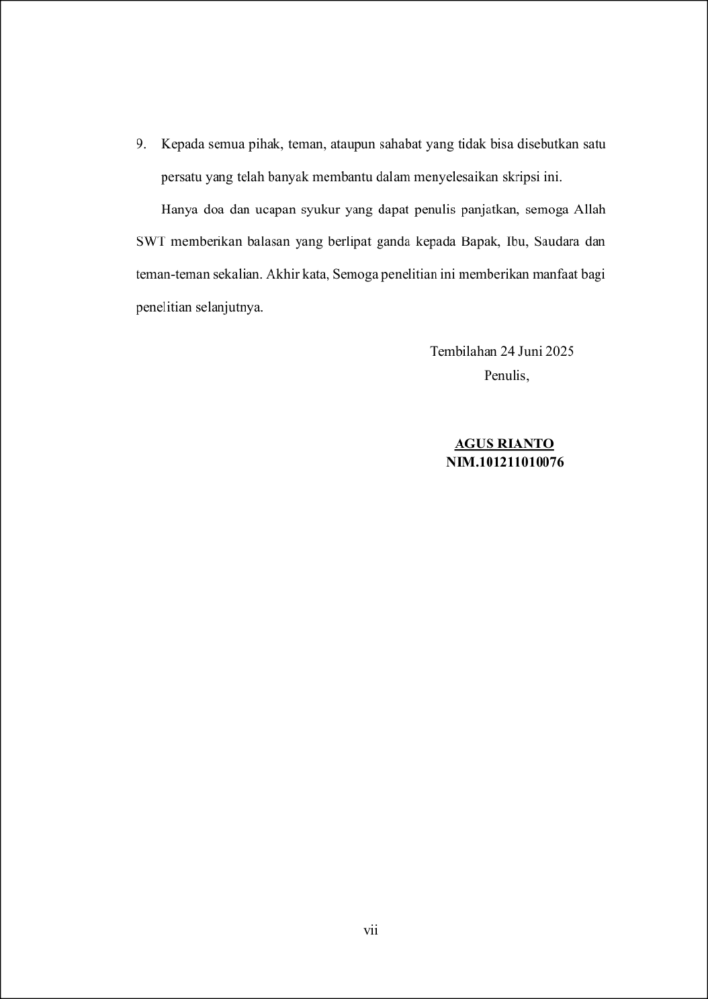 9. Kepada semua pihak, teman, ataupun sahabat yang tidak bisa disebutkan satu
persatu yang telah banyak membantu dalam menyelesaikan skripsi ini.
Hanya doa dan ucapan syukur yang dapat penulis panjatkan, semoga Allah
SWT memberikan balasan yang berlipat ganda kepada Bapak, Ibu, Saudara dan
teman-teman sekalian. Akhir kata, Semoga penelitian ini memberikan manfaat bagi
penelitian selanjutnya.
Tembilahan 24 Juni 2025
Penulis,
AGUS RIANTO
NIM.101211010076
vii